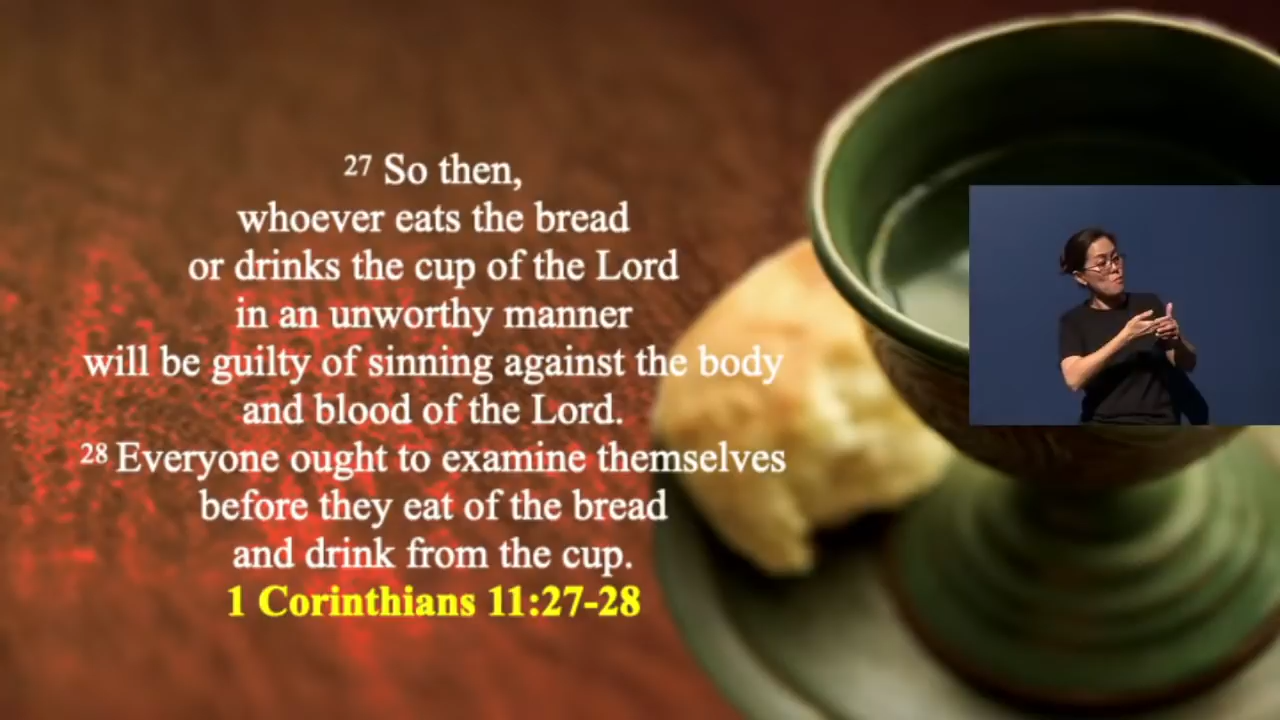 27 So then,
whoever eats the bread
or drinks the cup of the Lord
in an unworthy manner
will be guilty of sinning against the body
and blood of the Lord.
28 Everyone ought to examine themselves
before they eat of the bread
and drink from the cup.
1 Corinthians 11:27-28